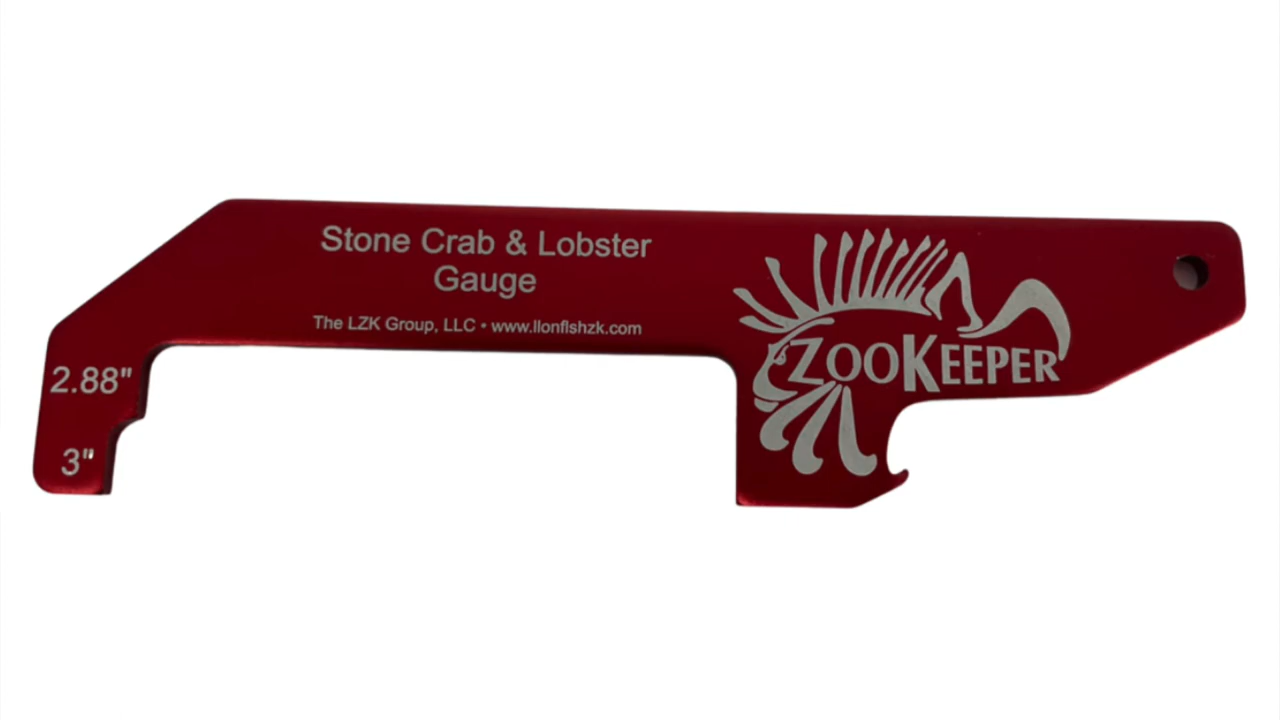 Stone Crab & Lobster
Gauge
The LZK Group, LLC • www.lionfishzk.com
ZOOKEEPER
2.88"
3"